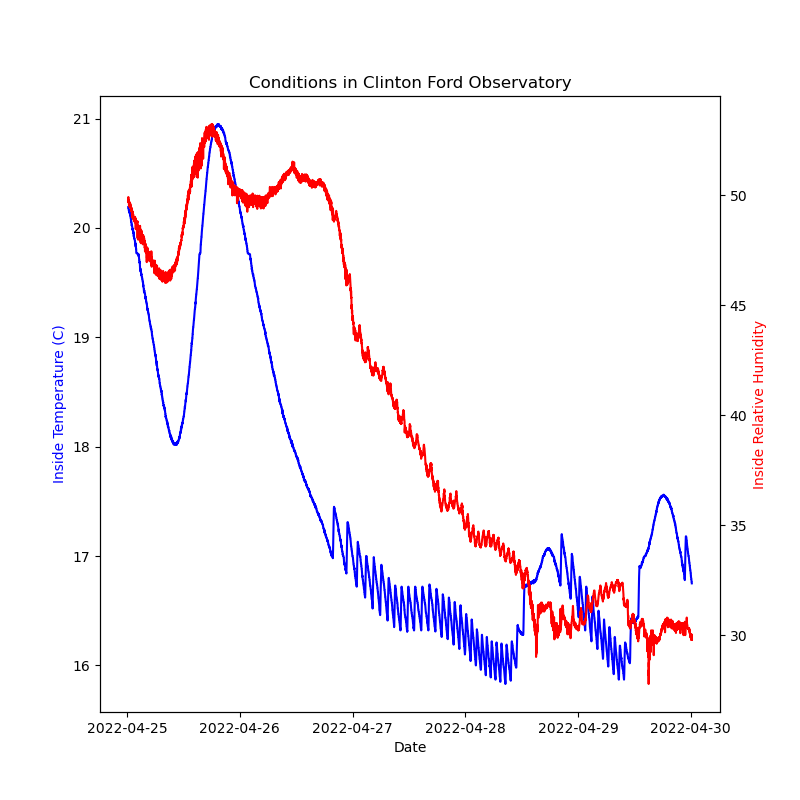 Conditions in Clinton Ford Observatory
21
20
19
18
17
16
Inside Temperature (C)
50
45
40
35
30
Inside Relative Humidity
2022-04-25 2022-04-26 2022-04-27 2022-04-28 2022-04-29 2022-04-30
Date